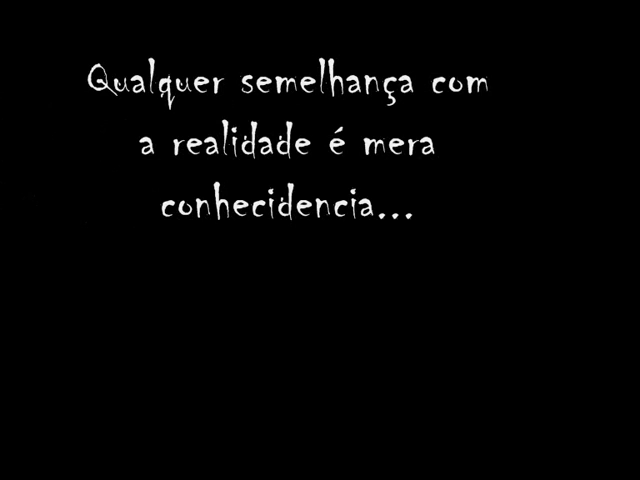 Qualquer semelhança com
a realidade é mera
conhecidencia...